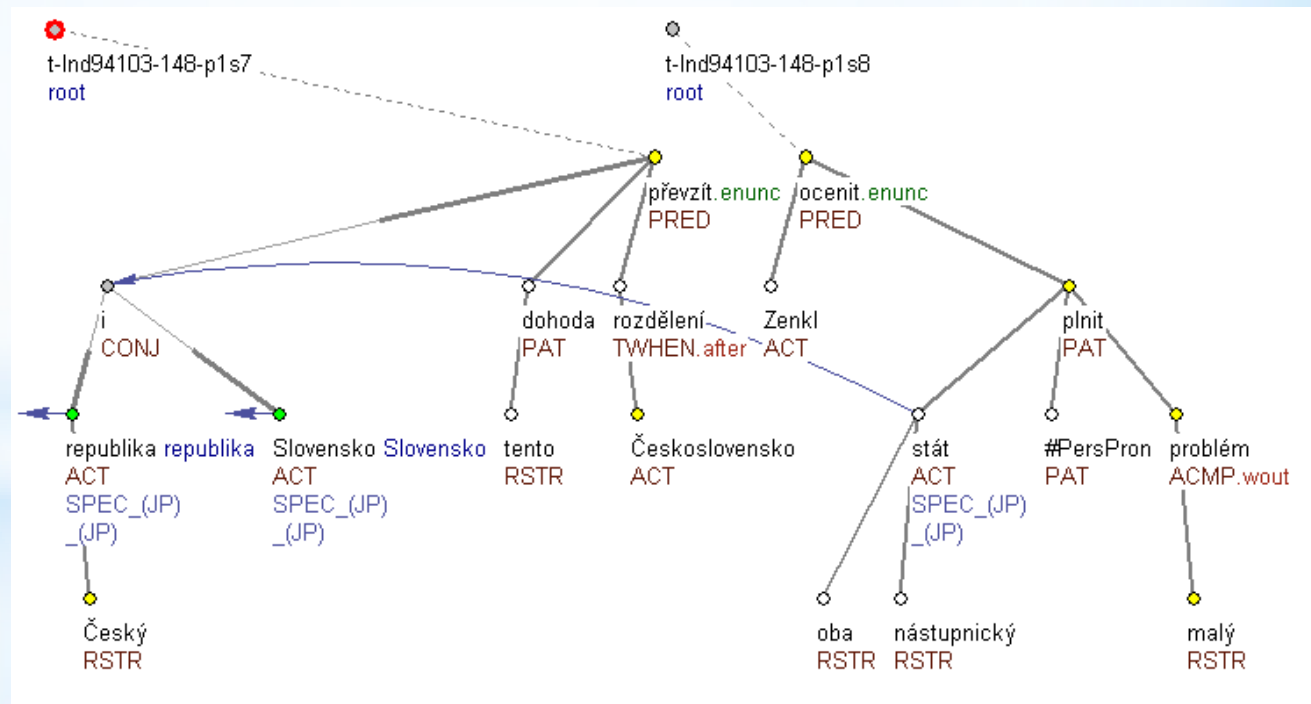 t-lnd94103-148-p1s7
root
t-lnd94103-148-p1s8
root
převzít.enunc
PRED
ocenit.enunc
PRED
i
CONJ
dohoda
PAT
rozdělení
TWHEN.after
Zenkl
ACT
plnit
PAT
republika republika
ACT
SPEC_(JP)
_(JP)
Slovensko Slovensko
ACT
SPEC_(JP)
_(JP)
tento
RSTR
Československo
ACT
stát
ACT
SPEC_(JP)
_(JP)
#PersPron
PAT
problém
ACMP.wout
Český
RSTR
oba
RSTR
nástupnický
RSTR
malý
RSTR